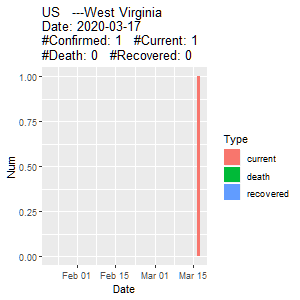 US   ---West Virginia
Date: 2020-03-17
#Confirmed: 1   #Current: 1
#Death: 0   #Recovered: 0
1.00
0.75
0.50
0.25
0.00
Num
Feb 01 Feb 15 Mar 01 Mar 15
Date
Type
current
death
recovered